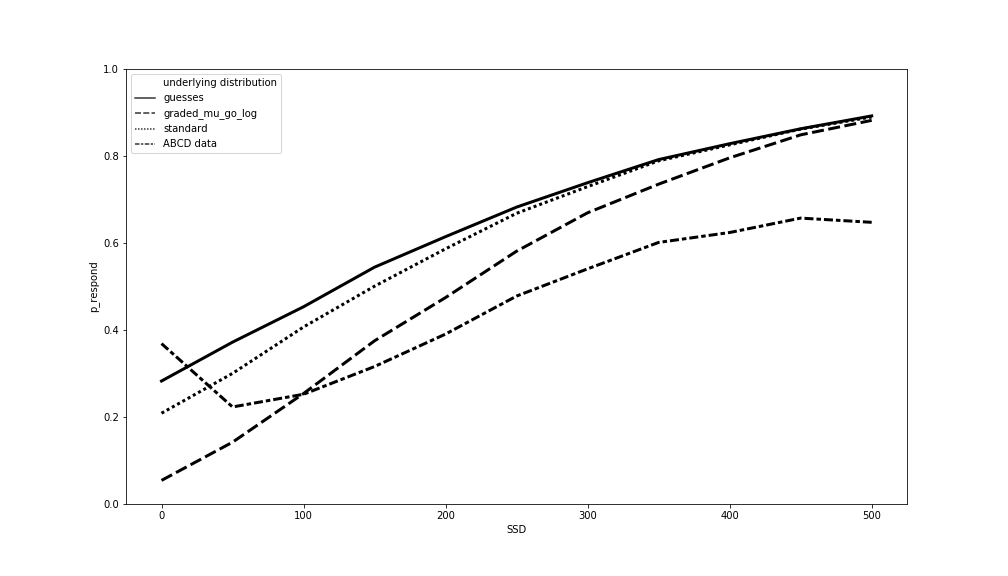 1.0
0.8
0.6
0.4
0.2
0.0
p_respond
underlying distribution
guesses
graded_mu_go_log
standard
ABCD data
0 100 200 300 400 500
SSD